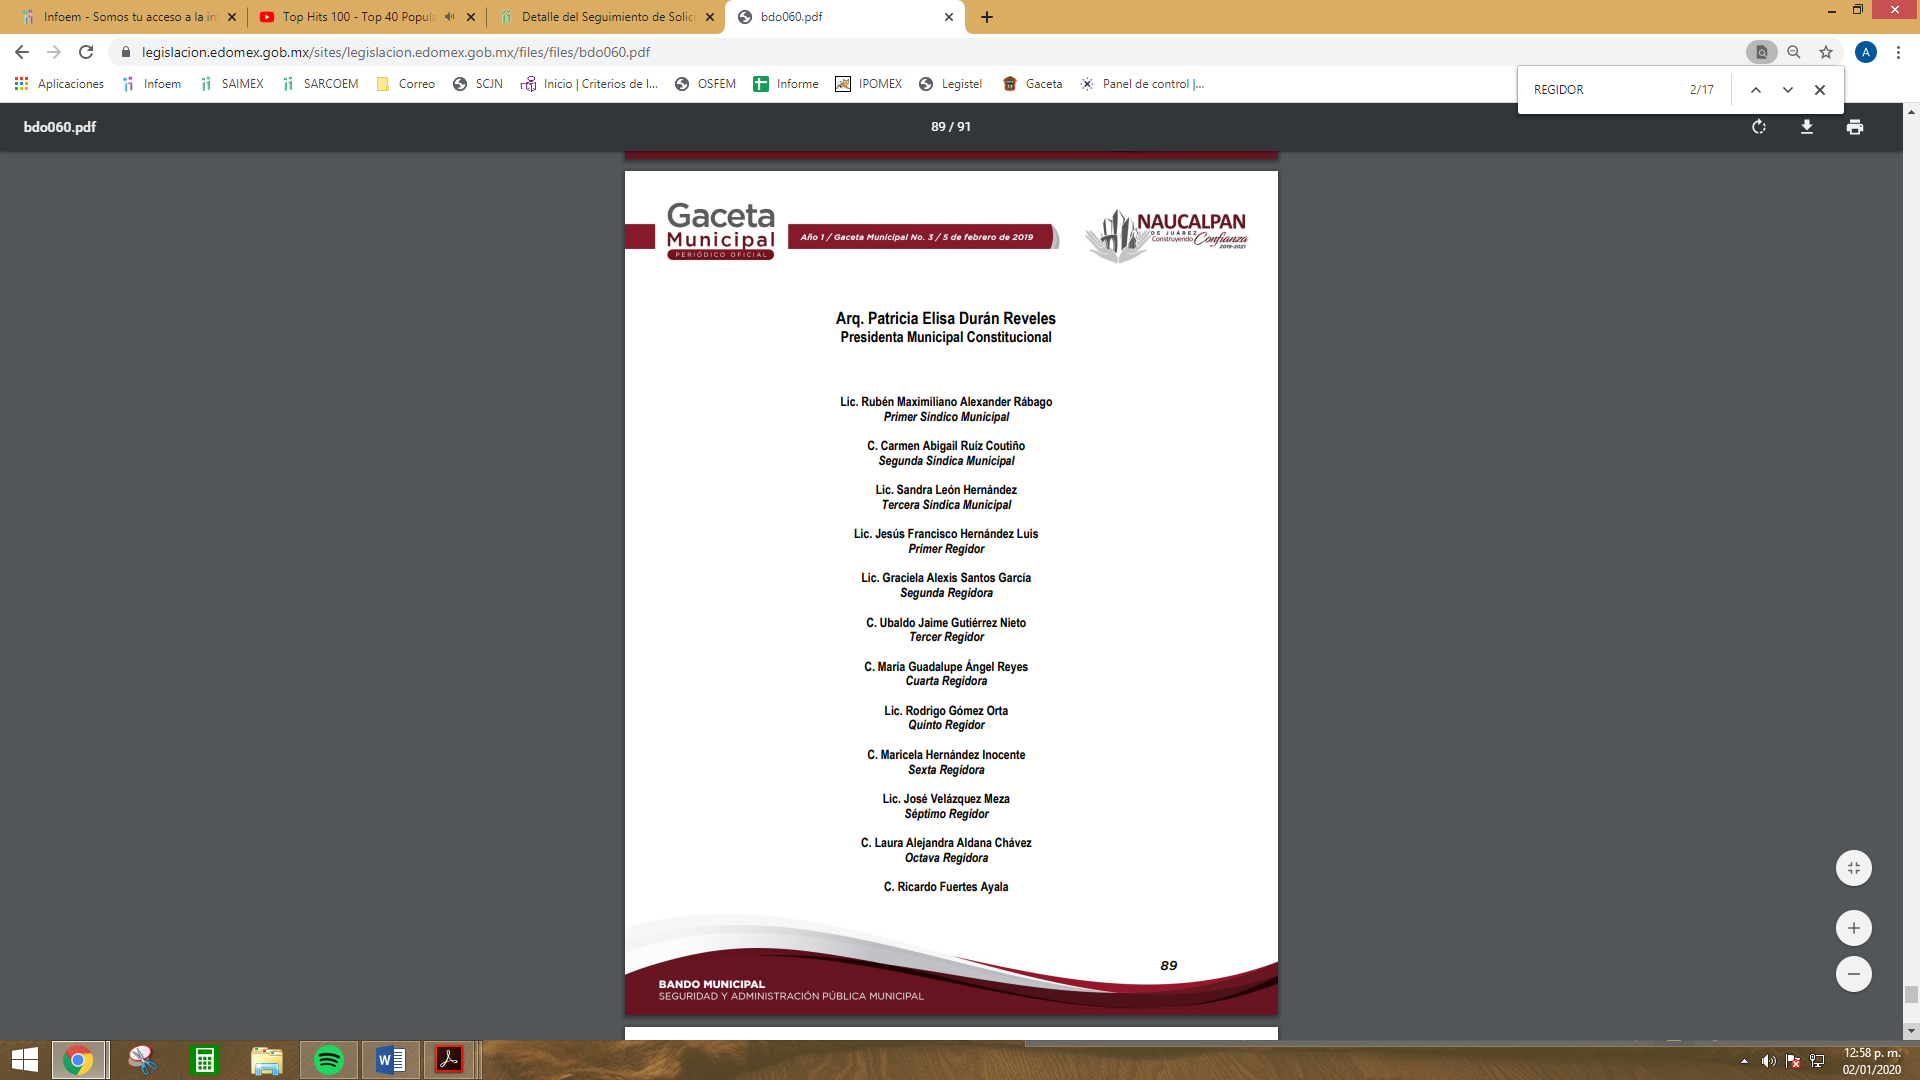 Infoem - Somos tu acceso a la in
Top Hits 100 - Top 40 Popula
Detalle del Seguimiento de Solici
bdo060.pdf
legislacion.edomex.gob.mx/sites/legislacion.edomex.gob.mx/files/files/bdo060.pdf
A
Aplicaciones
Infoem
SAIMEX
SARCOEM
Correo
SCJN
Inicio | Criterios de l...
OSFEM
Informe
IPOMEX
Legistel
Gaceta
Panel de control |...
REGIDOR
2/17
bdo060.pdf
89 / 91
Gaceta
Municipal
PERIÓDICO OFICIAL
Año 1 / Gaceta Municipal No. 3 / 5 de febrero de 2019
NAUCALPAN
DE JUÁREZ
Construyendo Confianza
2019-2021
Arq. Patricia Elisa Durán Reveles
Presidenta Municipal Constitucional
Lic. Rubén Maximiliano Alexander Rábago
Primer Síndico Municipal
C. Carmen Abigail Ruíz Coutiño
Segunda Síndica Municipal
Lic. Sandra León Hernández
Tercera Síndica Municipal
Lic. Jesús Francisco Hernández Luis
Primer Regidor
Lic. Graciela Alexis Santos García
Segunda Regidora
C. Ubaldo Jaime Gutiérrez Nieto
Tercer Regidor
C. María Guadalupe Ángel Reyes
Cuarta Regidora
Lic. Rodrigo Gómez Orta
Quinto Regidor
C. Maricela Hernández Inocente
Sexta Regidora
Lic. José Velázquez Meza
Séptimo Regidor
C. Laura Alejandra Aldana Chávez
Octava Regidora
C. Ricardo Fuertes Ayala
89
BANDO MUNICIPAL
SEGURIDAD Y ADMINISTRACIÓN PÚBLICA MUNICIPAL
12:58 p. m.
02/01/2020